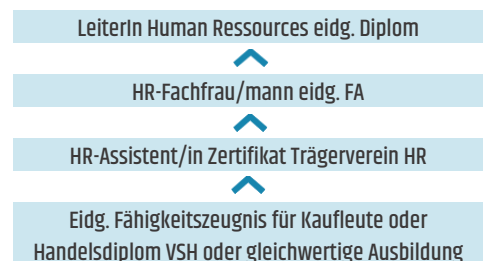 LeiterIn Human Ressources eidg. Diplom
HR-Fachfrau/mann eidg. FA
HR-Assistent/in Zertifikat Trägerverein HR
Eidg. Fähigkeitszeugnis für Kaufleute oder
Handelsdiplom VSH oder gleichwertige Ausbildung